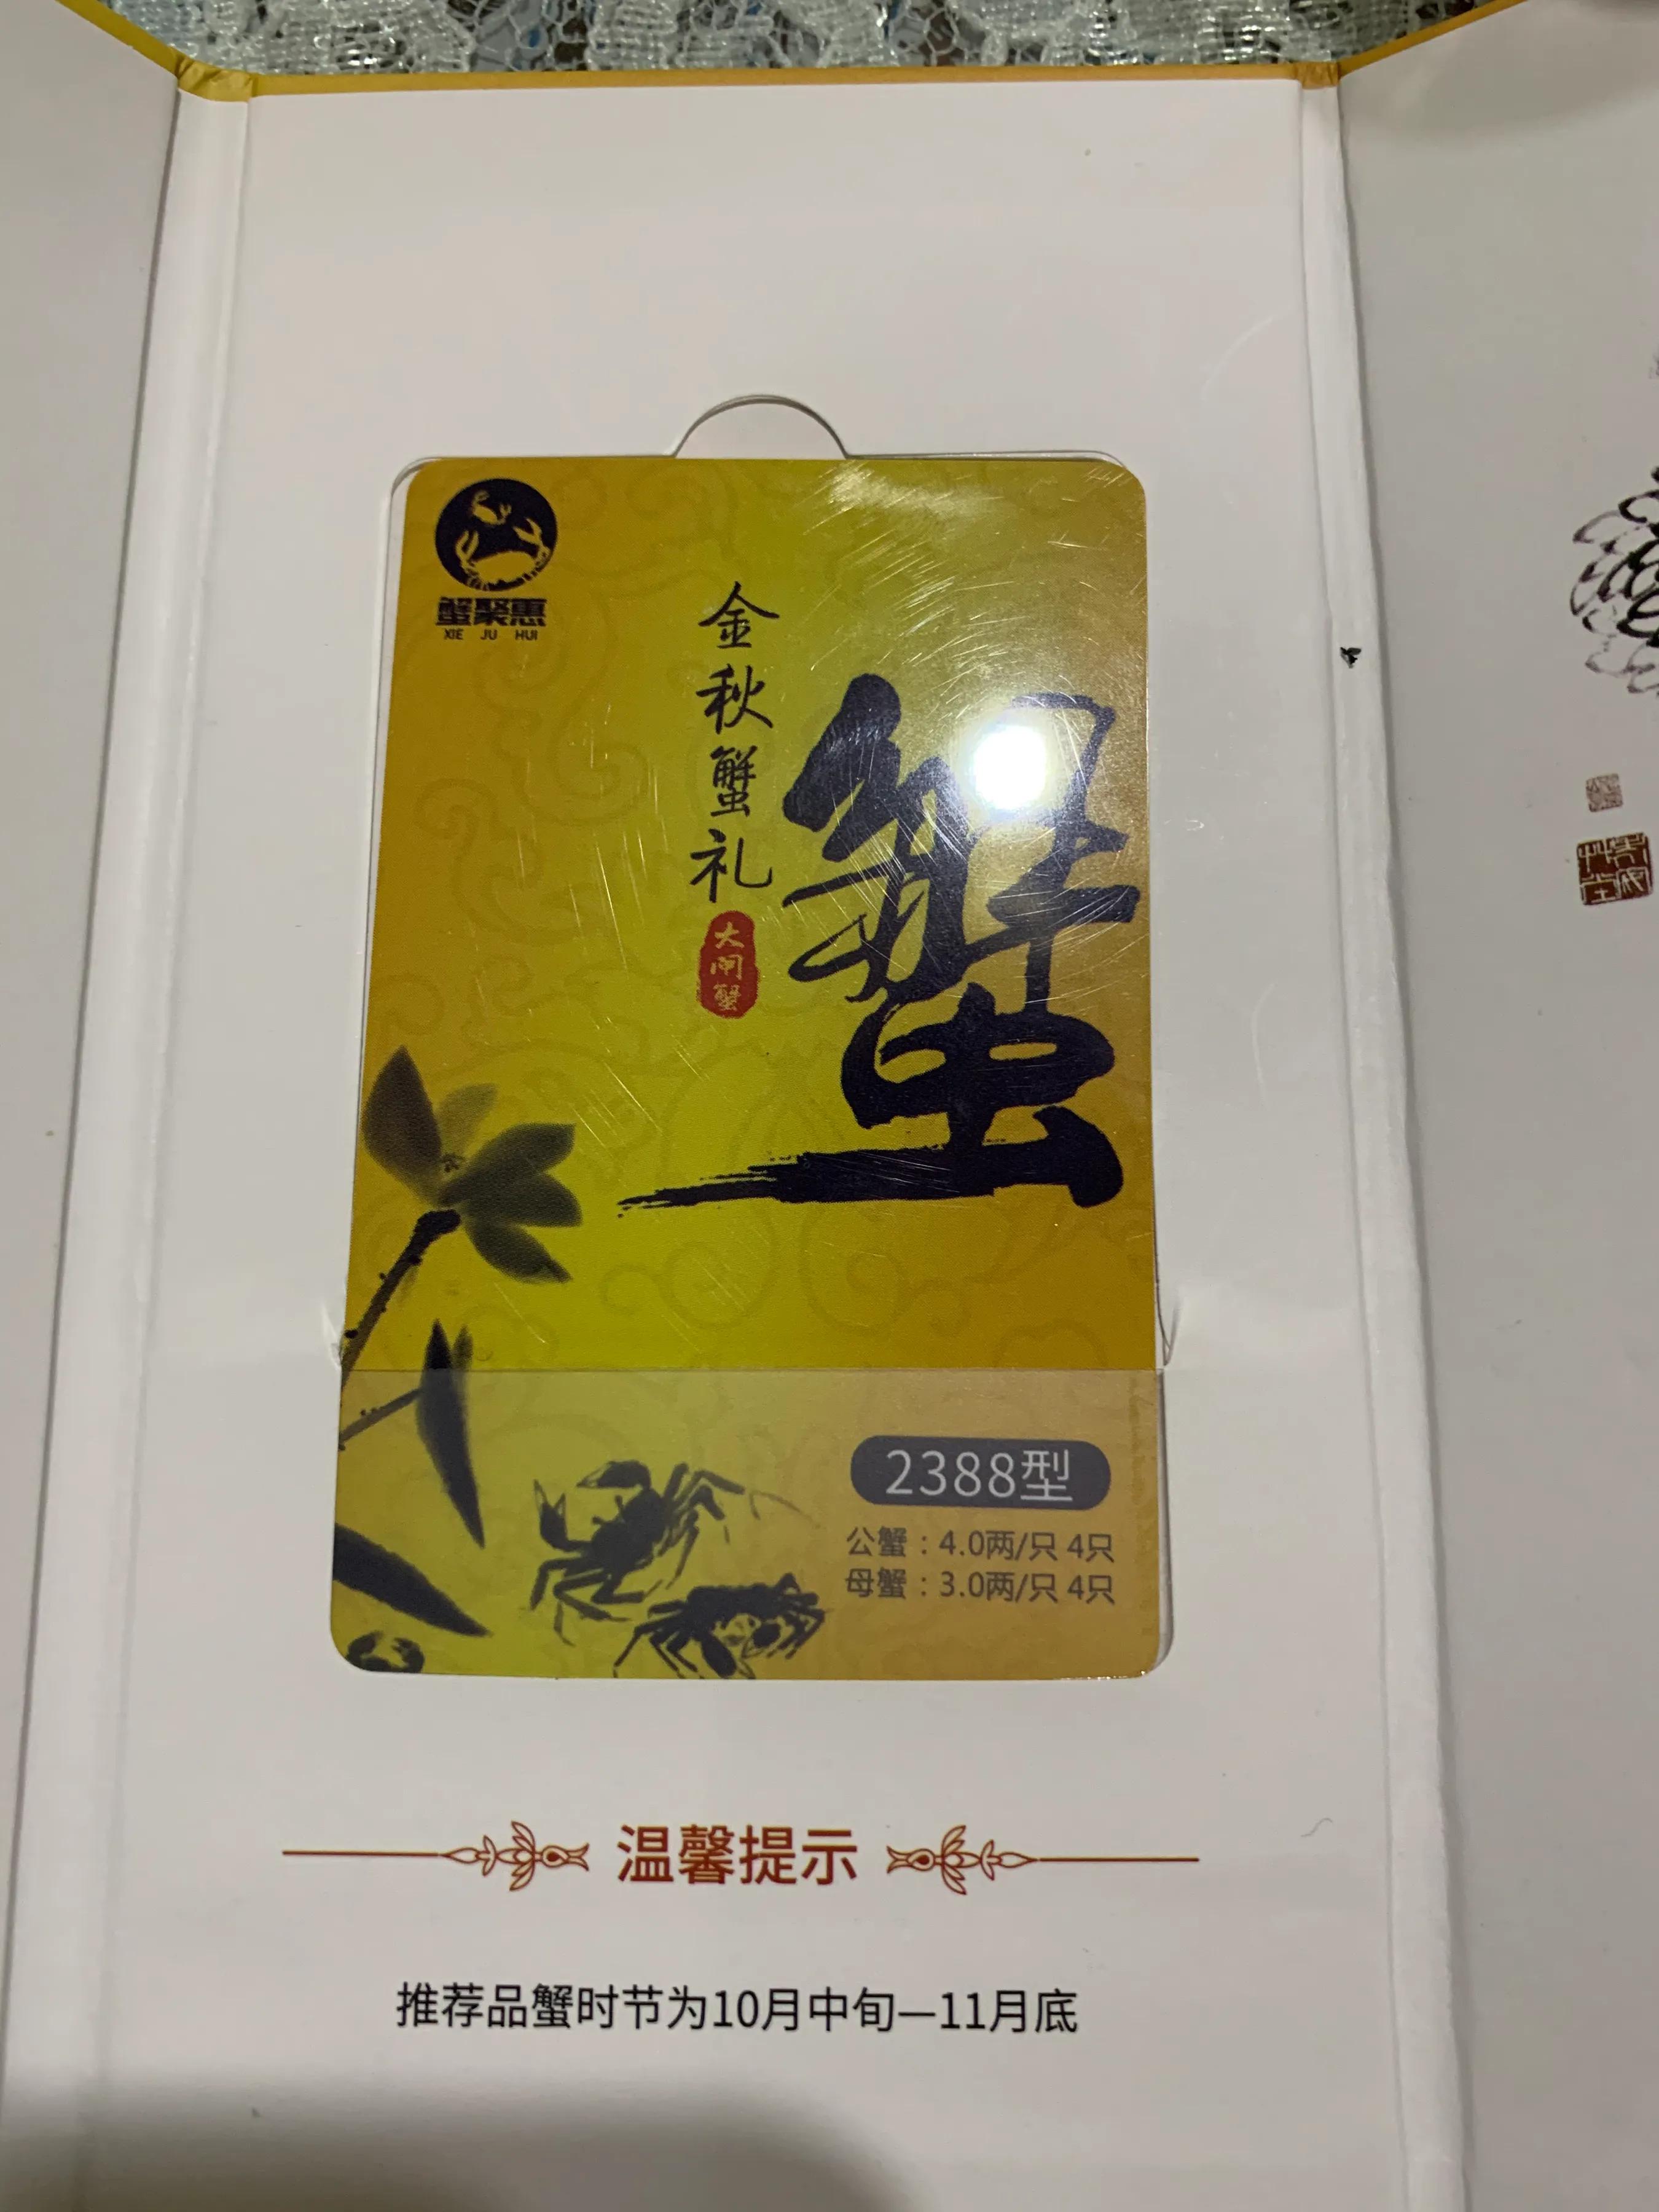 蟹聚惠
XIE JU HUI
金秋蟹礼
大闸蟹
蟹
2388型
公蟹：4.0两/只 4只
母蟹：3.0两/只 4只
温馨提示
推荐品蟹时节为10月中旬—11月底